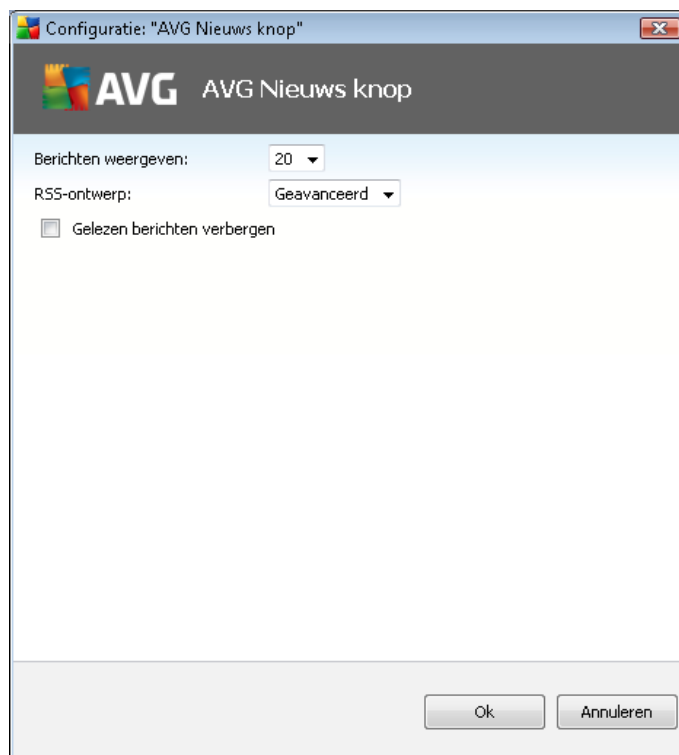 Configuratie: "AVG Nieuws knop"
AVG AVG Nieuws knop
Berichten weergeven: 20
RSS-ontwerp: Geavanceerd
Gelezen berichten verbergen
Ok Annuleren